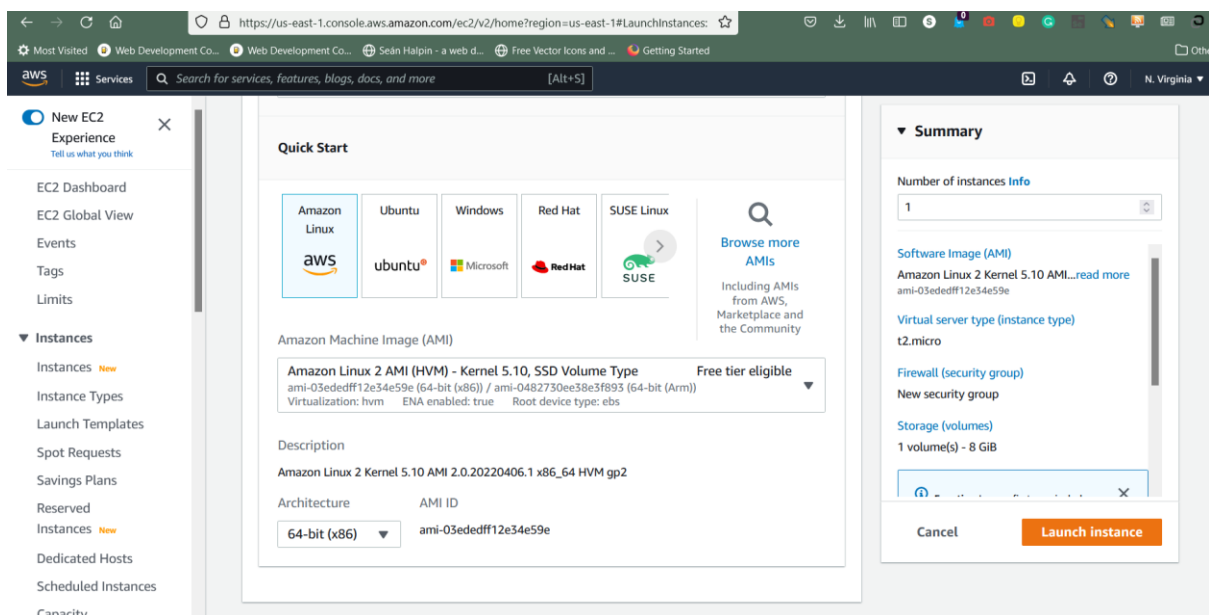 https://us-east-1.console.aws.amazon.com/ec2/v2/home?region=us-east-1#LaunchInstances:
Most Visited Web Development Co... Web Development Co... Seán Halpin - a web d... Free Vector Icons and ... Getting Started
aws Services Search for services, features, blogs, docs, and more [Alt+S] N. Virginia
New EC2
Experience
Tell us what you think
EC2 Dashboard
EC2 Global View
Events
Tags
Limits
Instances
Instances New
Instance Types
Launch Templates
Spot Requests
Savings Plans
Reserved
Instances New
Dedicated Hosts
Scheduled Instances
Capacity
Quick Start
Amazon
Linux
aws
Ubuntu
ubuntu
Windows
Microsoft
Red Hat
RedHat
SUSE Linux
SUSE
Browse more
AMIs
Including AMIs
from AWS,
Marketplace and
the Community
Amazon Machine Image (AMI)
Amazon Linux 2 AMI (HVM) - Kernel 5.10, SSD Volume Type Free tier eligible
ami-03ededff12e34e59e (64-bit (x86)) / ami-0482730ee38e3f893 (64-bit (Arm))
Virtualization: hvm ENA enabled: true Root device type: ebs
Description
Amazon Linux 2 Kernel 5.10 AMI 2.0.20220406.1 x86_64 HVM gp2
Architecture AMI ID
64-bit (x86) ami-03ededff12e34e59e
Summary
Number of instances Info
1
Software Image (AMI)
Amazon Linux 2 Kernel 5.10 AMI...read more
ami-03ededff12e34e59e
Virtual server type (instance type)
t2.micro
Firewall (security group)
New security group
Storage (volumes)
1 volume(s) - 8 GiB
Cancel Launch instance